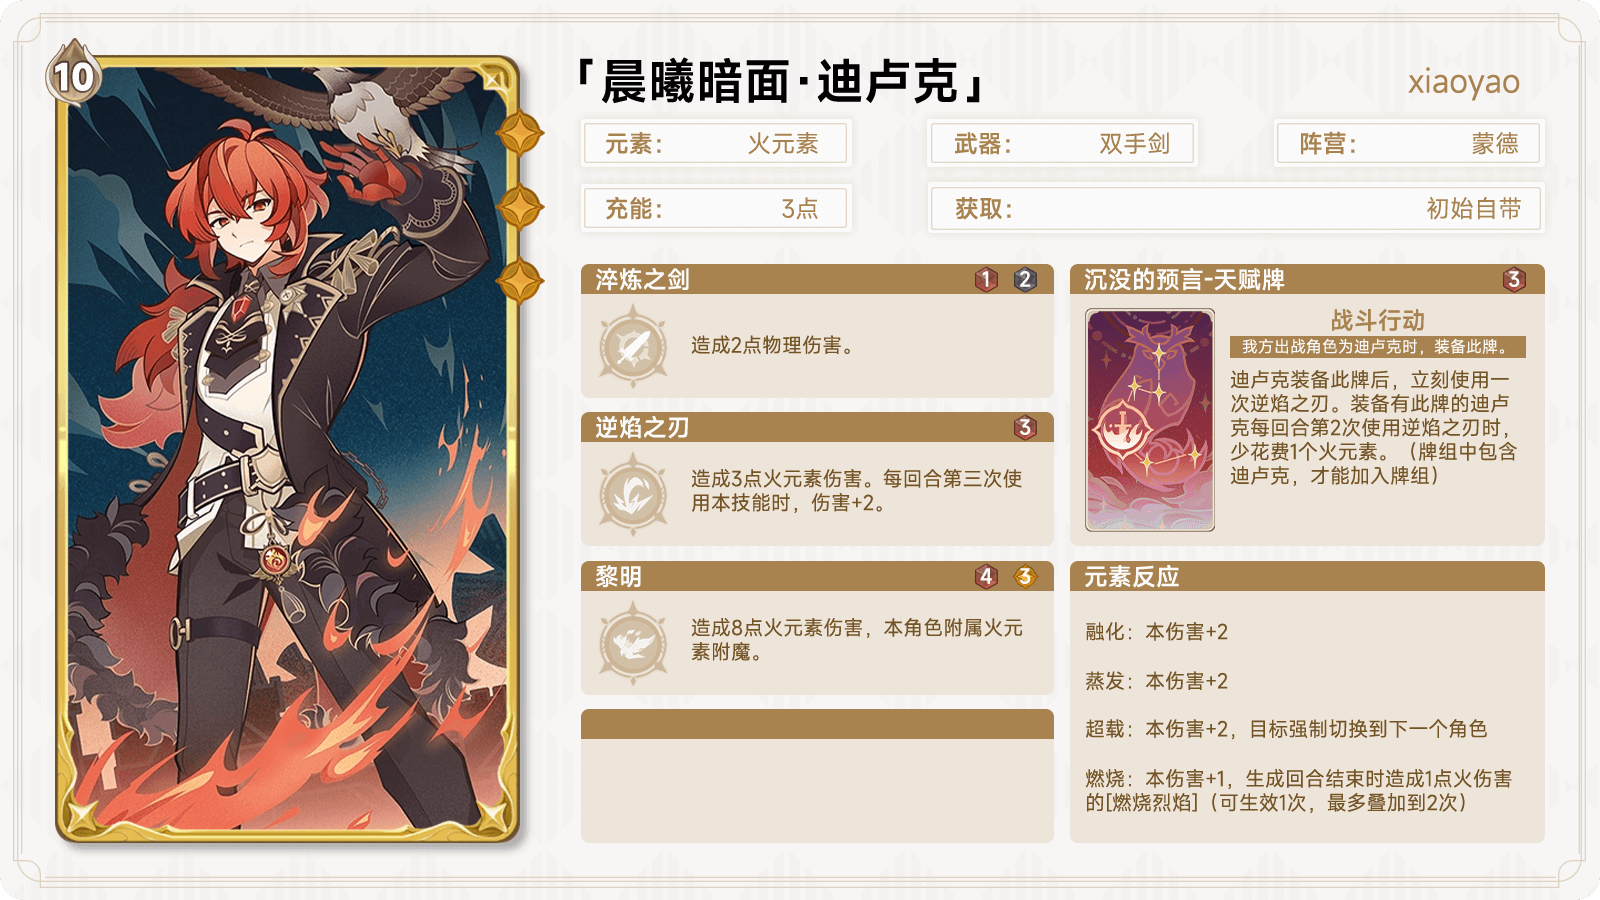 10
「晨曦暗面·迪卢克」
xiaoyao
元素：
火元素
武器：
双手剑
阵营：
蒙德
充能：
3点
获取：
初始自带
淬炼之剑
1
2
造成2点物理伤害。
逆焰之刃
3
造成3点火元素伤害。每回合第三次使
用本技能时，伤害+2。
黎明
4
3
造成8点火元素伤害，本角色附属火元
素附魔。
沉没的预言-天赋牌
3
战斗行动
我方出战角色为迪卢克时，装备此牌。
迪卢克装备此牌后，立刻使用一
次逆焰之刃。装备有此牌的迪卢
克每回合第2次使用逆焰之刃时，
少花费1个火元素。（牌组中包含
迪卢克，才能加入牌组）
元素反应
融化：本伤害+2
蒸发：本伤害+2
超载：本伤害+2，目标强制切换到下一个角色
燃烧：本伤害+1，生成回合结束时造成1点火伤害
的[燃烧烈焰]（可生效1次，最多叠加到2次）